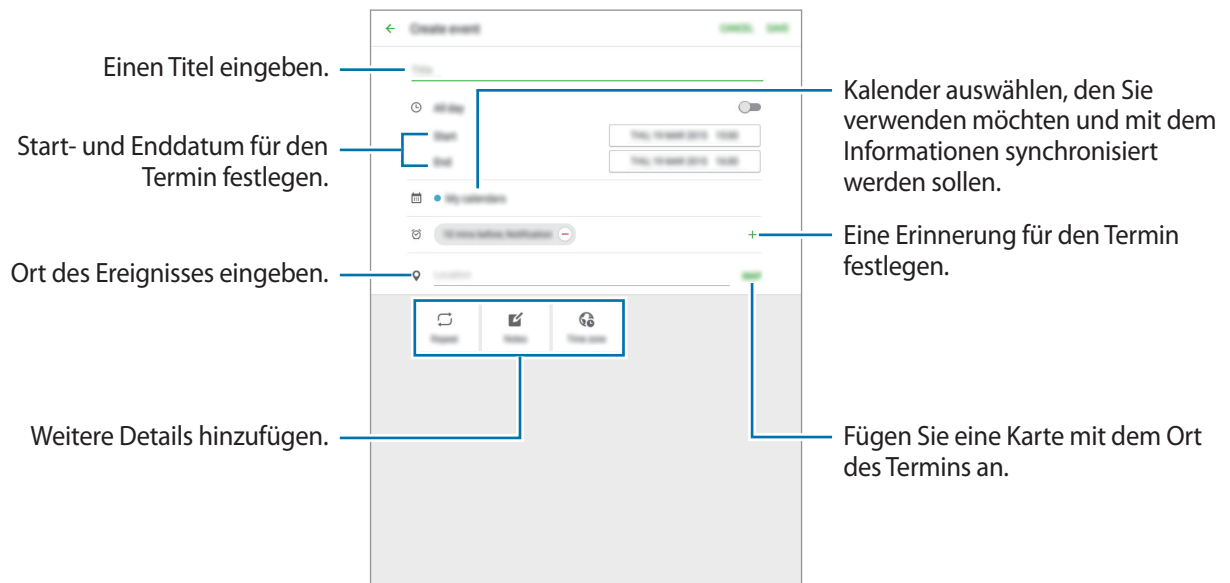 Create event
CANCEL SAVE
Einen Titel eingeben.
Title
All day
Start- und Enddatum für den
Termin festlegen.
Start
End
Kalender auswählen, den Sie
verwenden möchten und mit dem
Informationen synchronisiert
werden sollen.
My calendars
Eine Erinnerung für den Termin
festlegen.
Ort des Ereignisses eingeben.
Location
Repeat
Notes
Time zone
Weitere Details hinzufügen.
Fügen Sie eine Karte mit dem Ort
des Termins an.